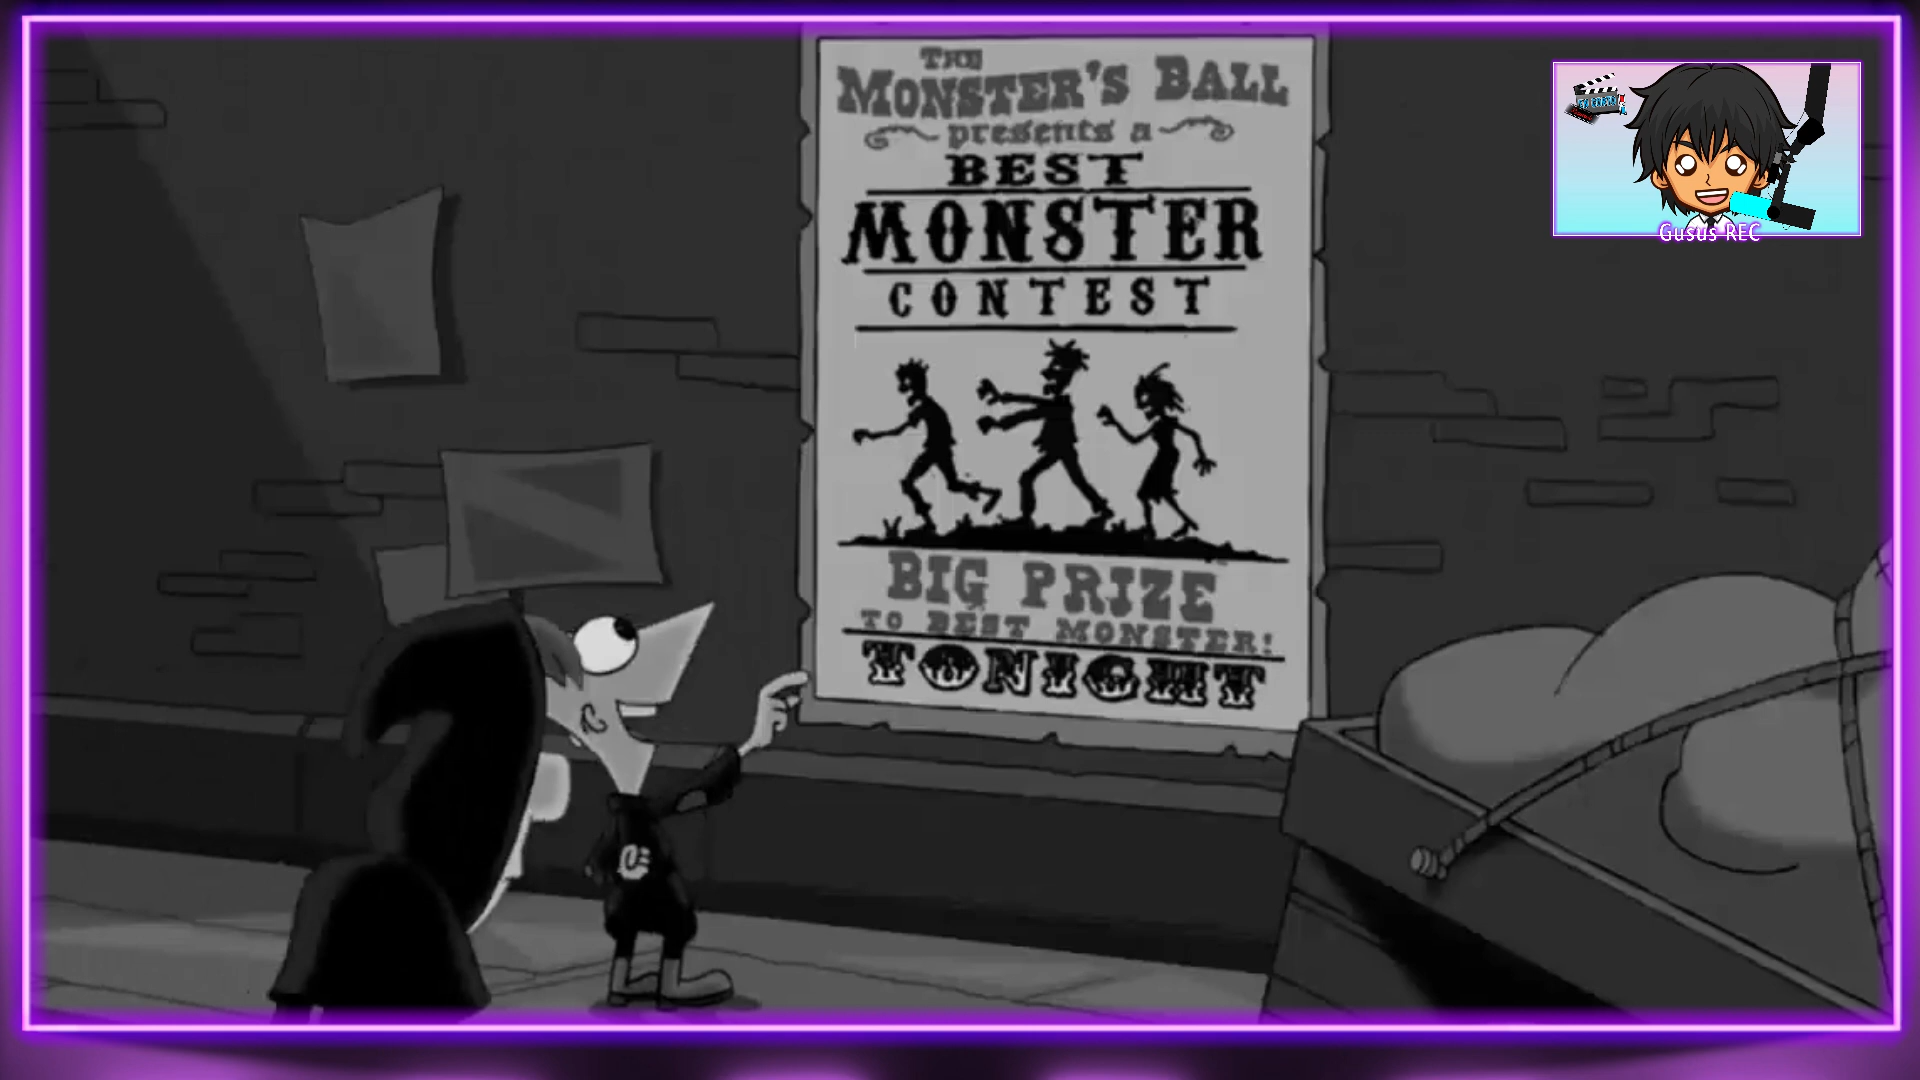 THE
MONSTER'S BALL
presents a
BEST
MONSTER
CONTEST
BIG PRIZE
TO BEST MONSTER!
TONIGHT
Gusus REC